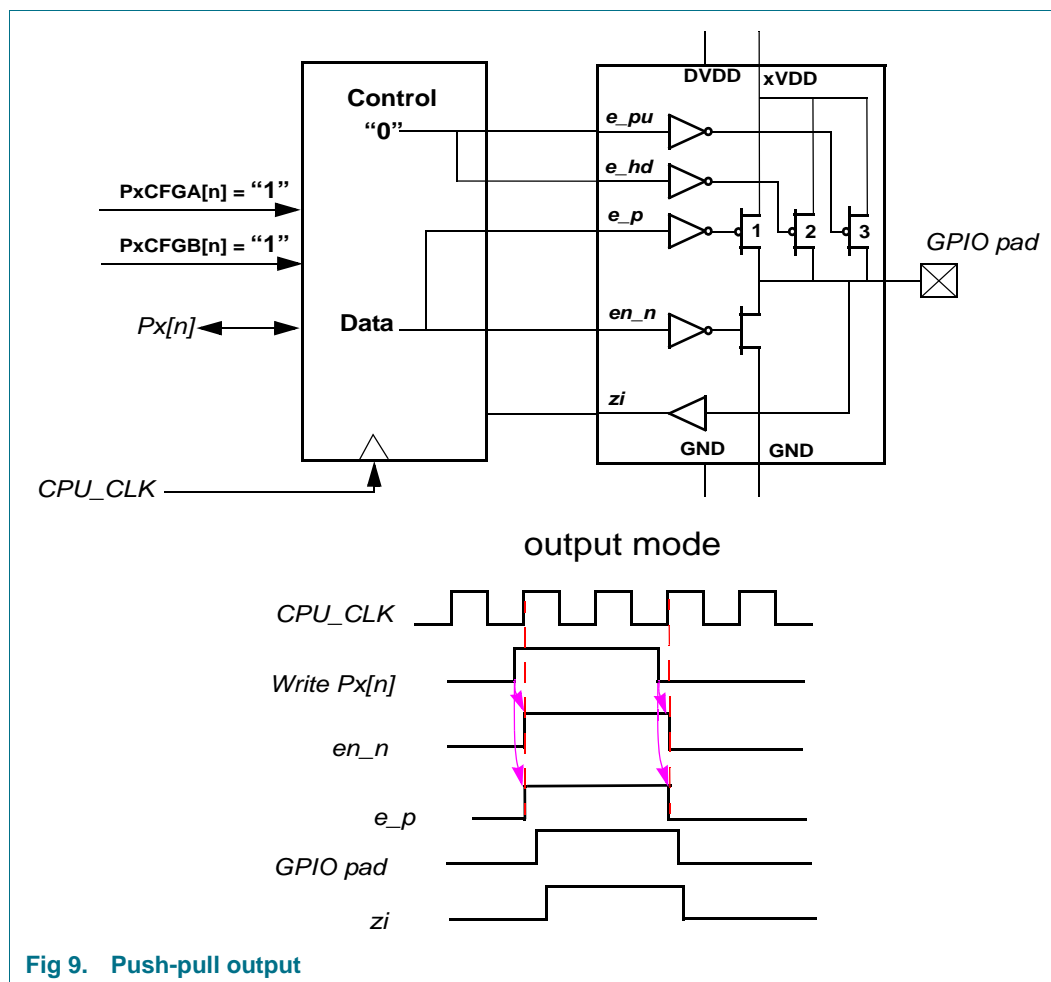 DVDD
xVDD
Control
“0”
e_pu
e_hd
PxCFGA[n] = “1”
e_p
1
2
3
GPIO pad
PxCFGB[n] = “1”
Px[n]
Data
en_n
zi
GND
GND
CPU_CLK
output mode
CPU_CLK
Write Px[n]
en_n
e_p
GPIO pad
zi
Fig 9. Push-pull output